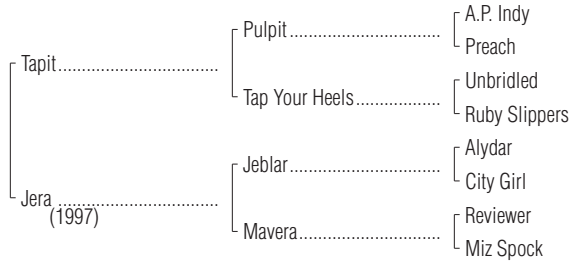 A.P. Indy
Pulpit
Preach
Tapit
Unbridled
Tap Your Heels
Ruby Slippers
Alydar
Jeblar
City Girl
Jera
(1997)
Reviewer
Mavera
Miz Spock